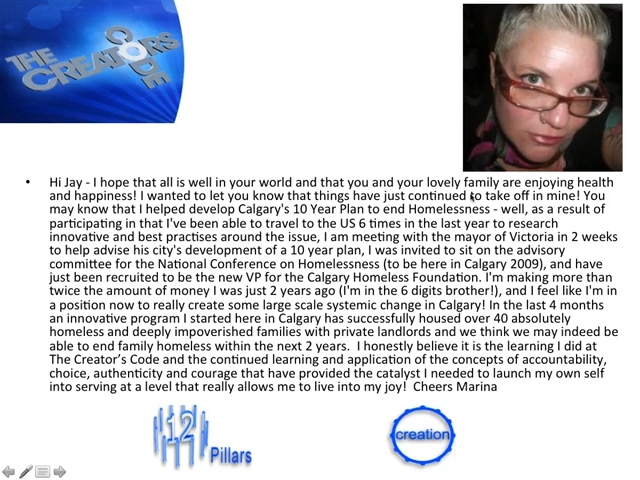 THE CREATORS CODE
• Hi Jay - I hope that all is well in your world and that you and your lovely family are enjoying health
and happiness! I wanted to let you know that things have just continued to take off in mine! You
may know that I helped develop Calgary's 10 Year Plan to end Homelessness - well, as a result of
participating in that I've been able to travel to the US 6 times in the last year to research
innovative and best practises around the issue, I am meeting with the mayor of Victoria in 2 weeks
to help advise his city's development of a 10 year plan, I was invited to sit on the advisory
committee for the National Conference on Homelessness (to be here in Calgary 2009), and have
just been recruited to be the new VP for the Calgary Homeless Foundation. I'm making more than
twice the amount of money I was just 2 years ago (I'm in the 6 digits brother!), and I feel like I'm in
a position now to really create some large scale systemic change in Calgary! In the last 4 months
an innovative program I started here in Calgary has successfully housed over 40 absolutely
homeless and deeply impoverished families with private landlords and we think we may indeed be
able to end family homeless within the next 2 years.  I honestly believe it is the learning I did at
The Creator’s Code and the continued learning and application of the concepts of accountability,
choice, authenticity and courage that have provided the catalyst I needed to launch my own self
into serving at a level that really allows me to live into my joy!  Cheers Marina
12 Pillars
creation